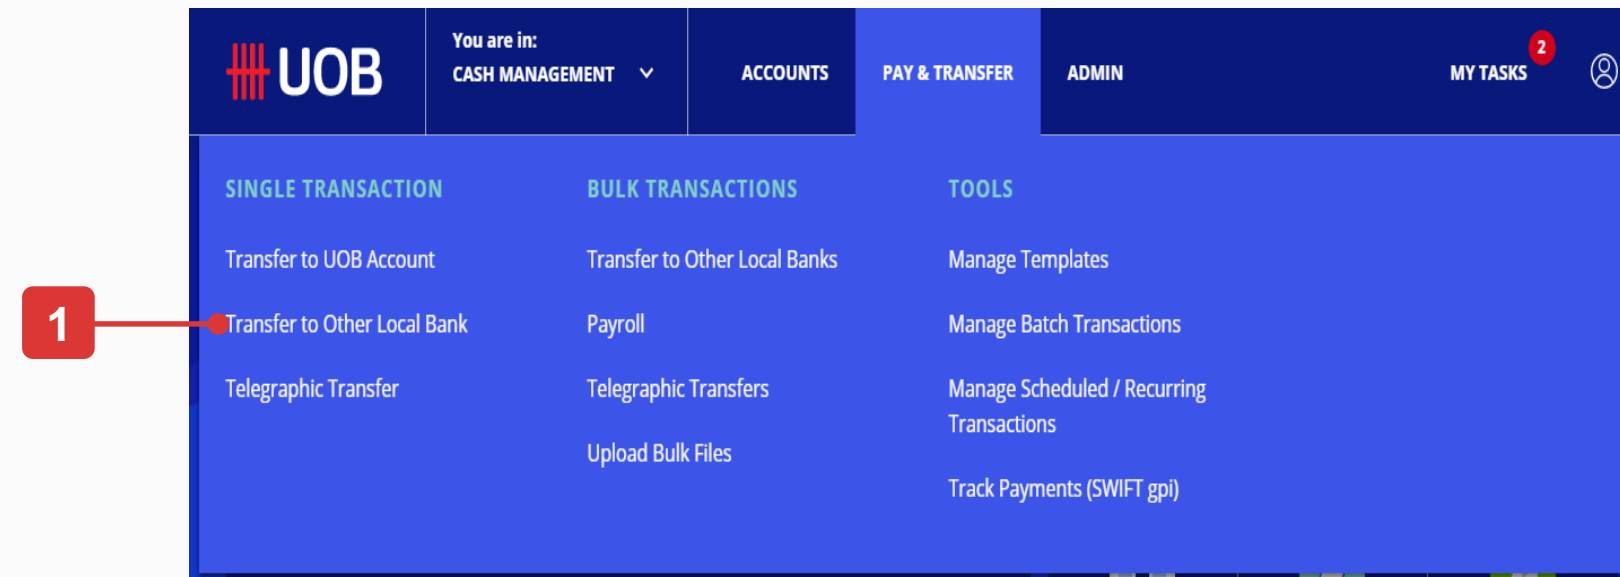 UOB
You are in:
CASH MANAGEMENT
ACCOUNTS
PAY & TRANSFER
ADMIN
MY TASKS
2
SINGLE TRANSACTION
Transfer to UOB Account
Transfer to Other Local Bank
Telegraphic Transfer
BULK TRANSACTIONS
Transfer to Other Local Banks
Payroll
Telegraphic Transfers
Upload Bulk Files
TOOLS
Manage Templates
Manage Batch Transactions
Manage Scheduled / Recurring
Transactions
Track Payments (SWIFT gpi)
1